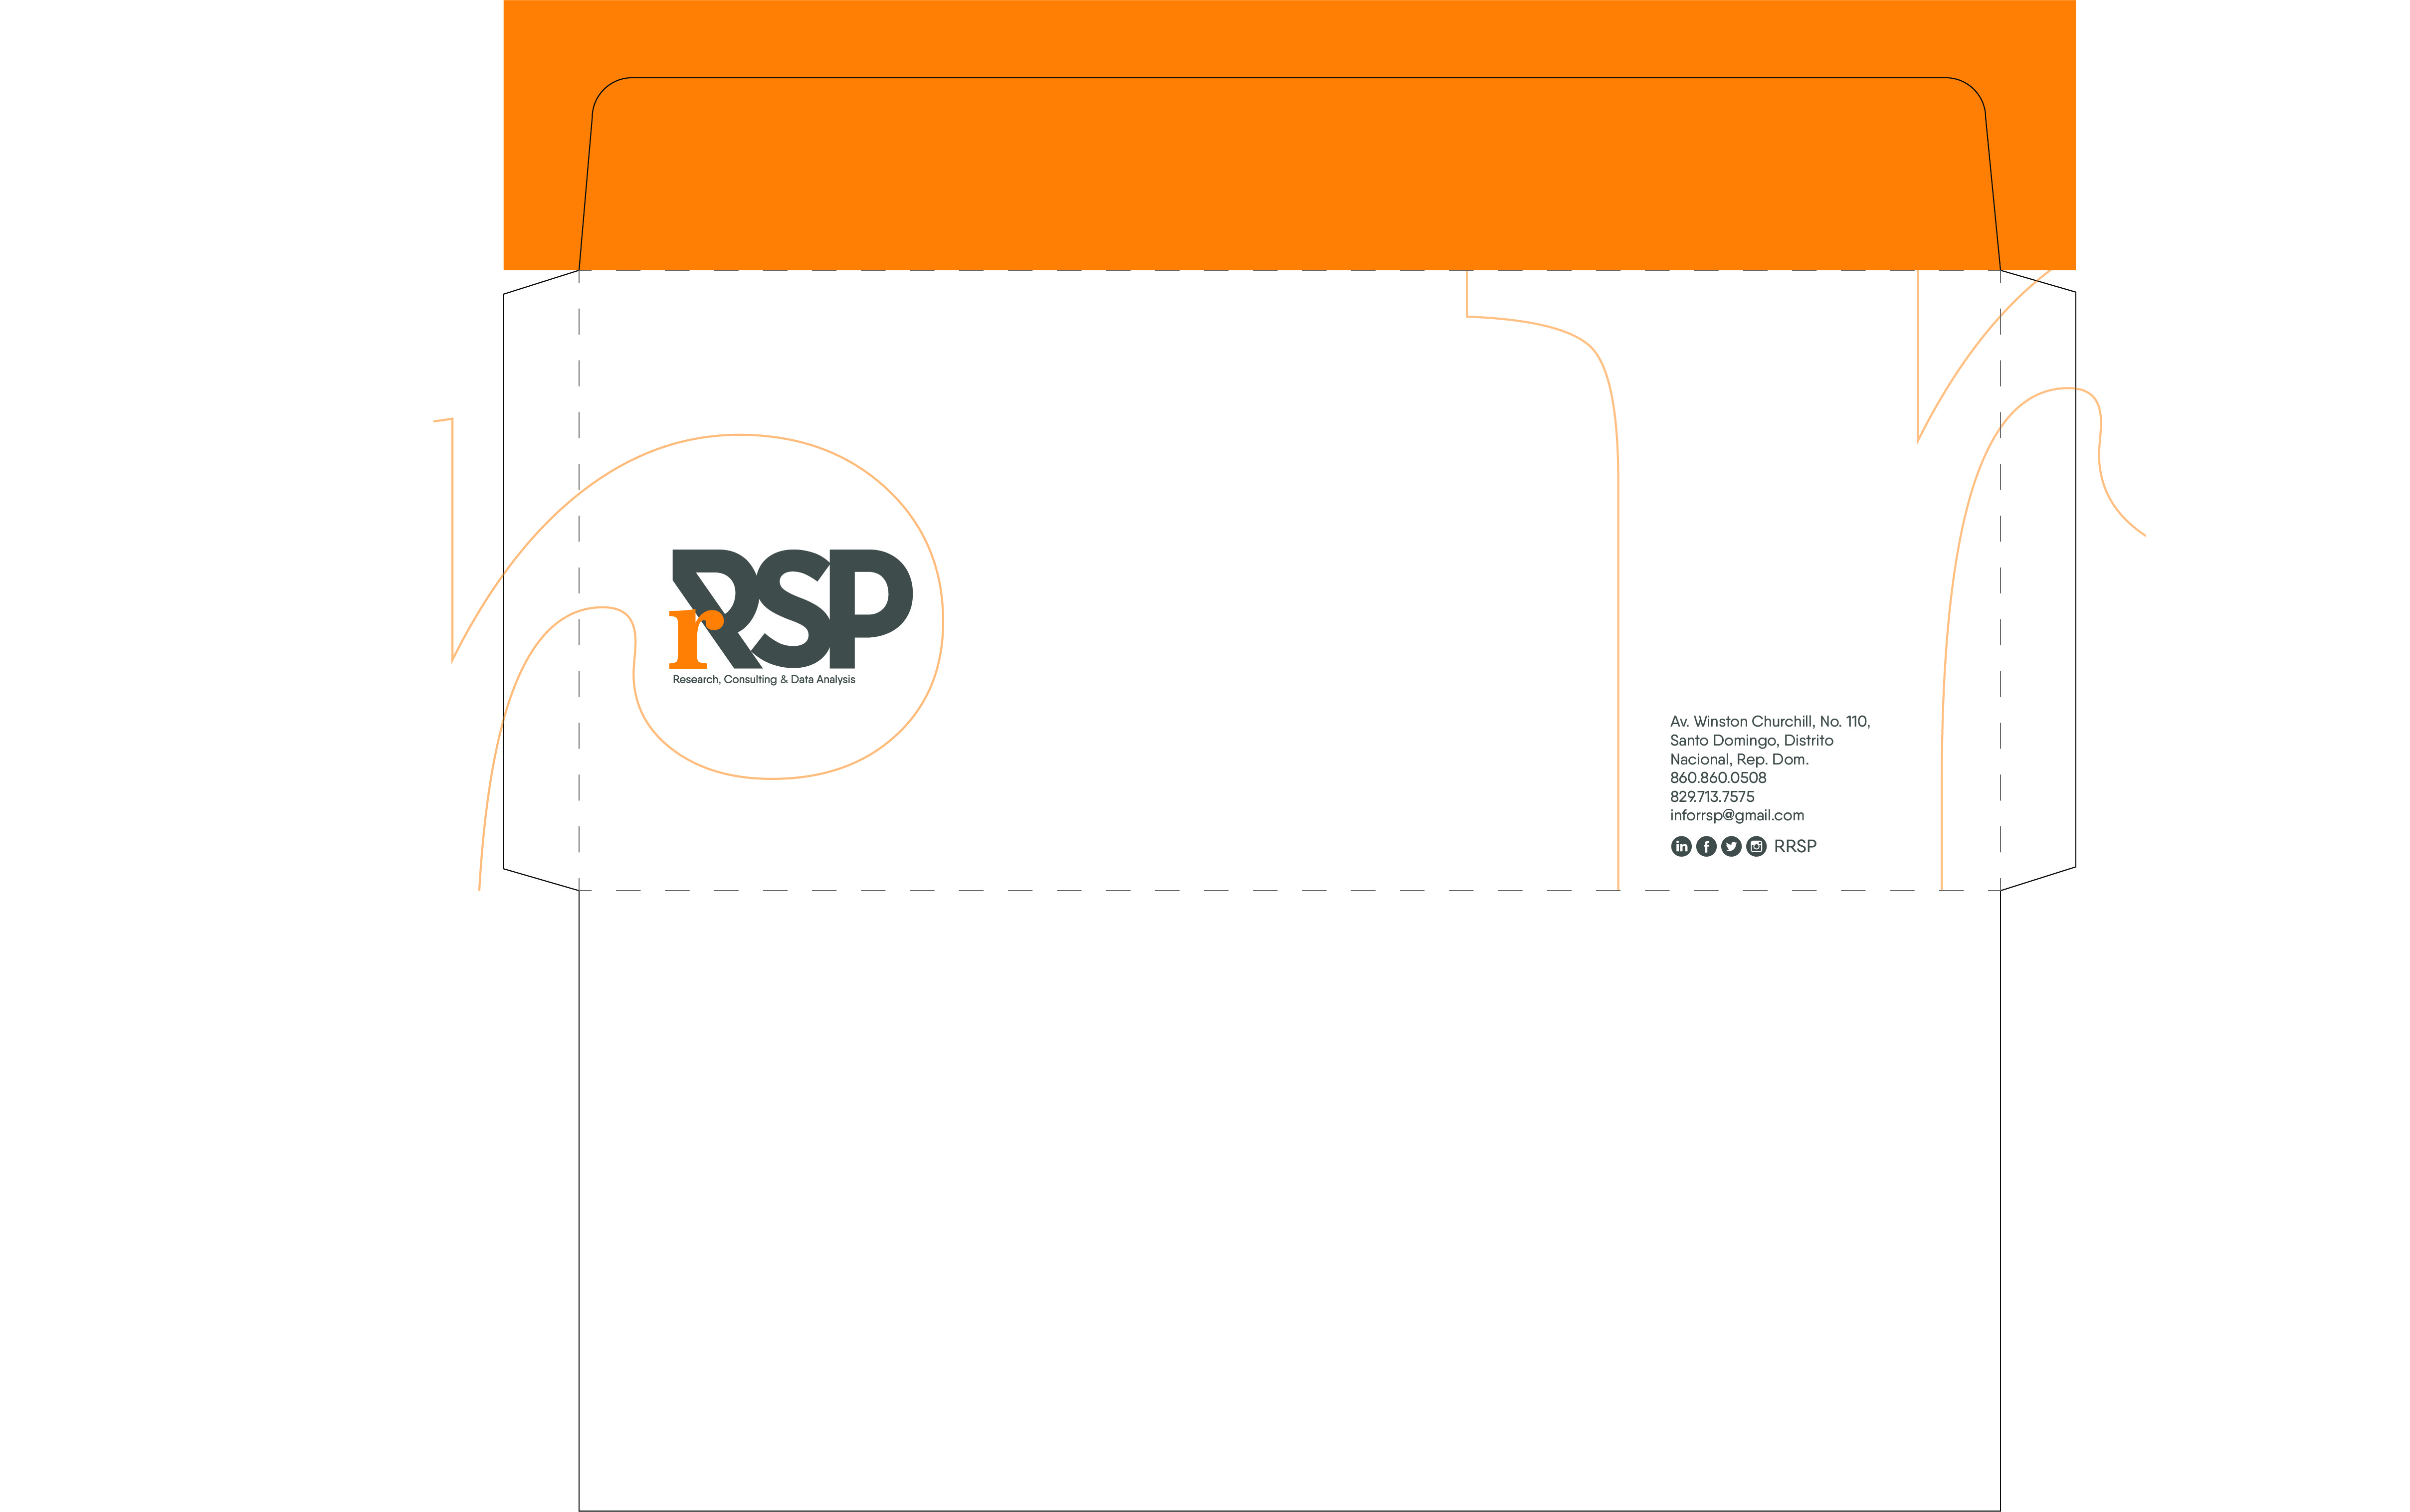 rRSP
Research, Consulting & Data Analysis
Av. Winston Churchill, No. 110,
Santo Domingo, Distrito
Nacional, Rep. Dom.
860.860.0508
829.713.7575
inforrsp@gmail.com
in f RRSP